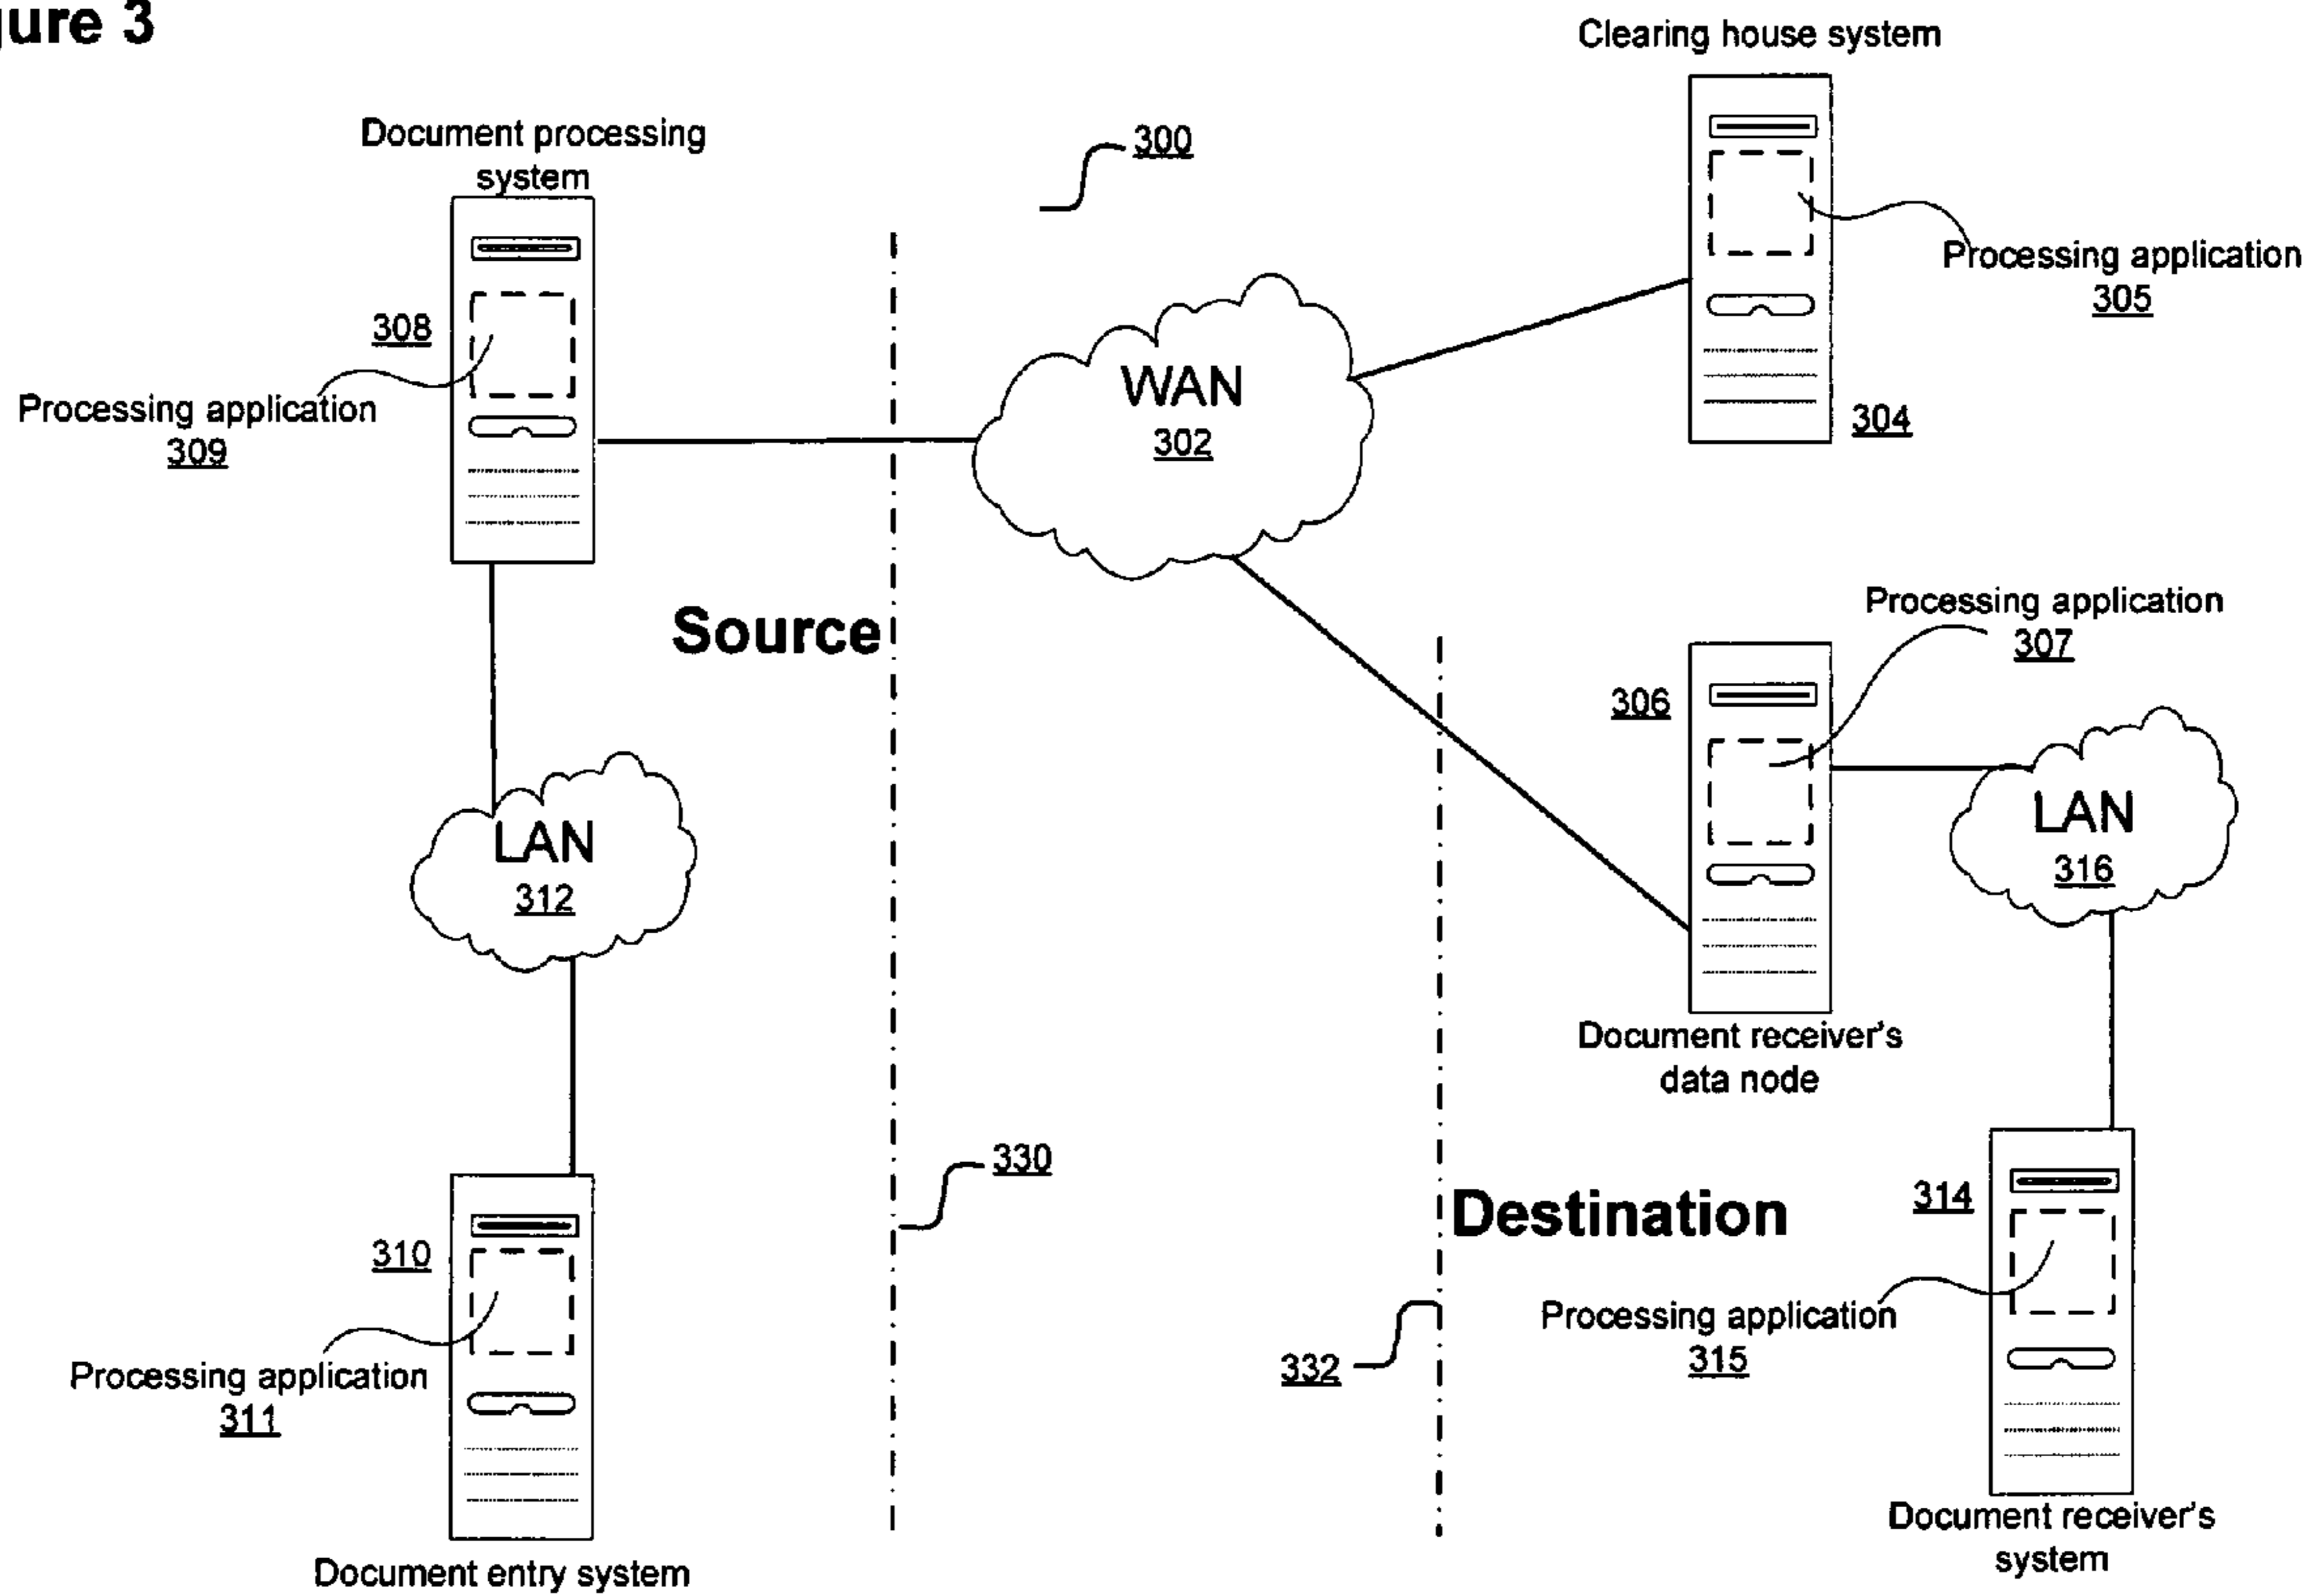 ure 3
Clearing house system
Document processing
system
300
Processing application
305
308
WAN
302
Processing application
309
304
Processing application
307
Source
306
LAN
316
LAN
312
Document receiver's
data node
330
314
Destination
310
Processing application
315
332
Processing application
311
Document receiver's
system
Document entry system